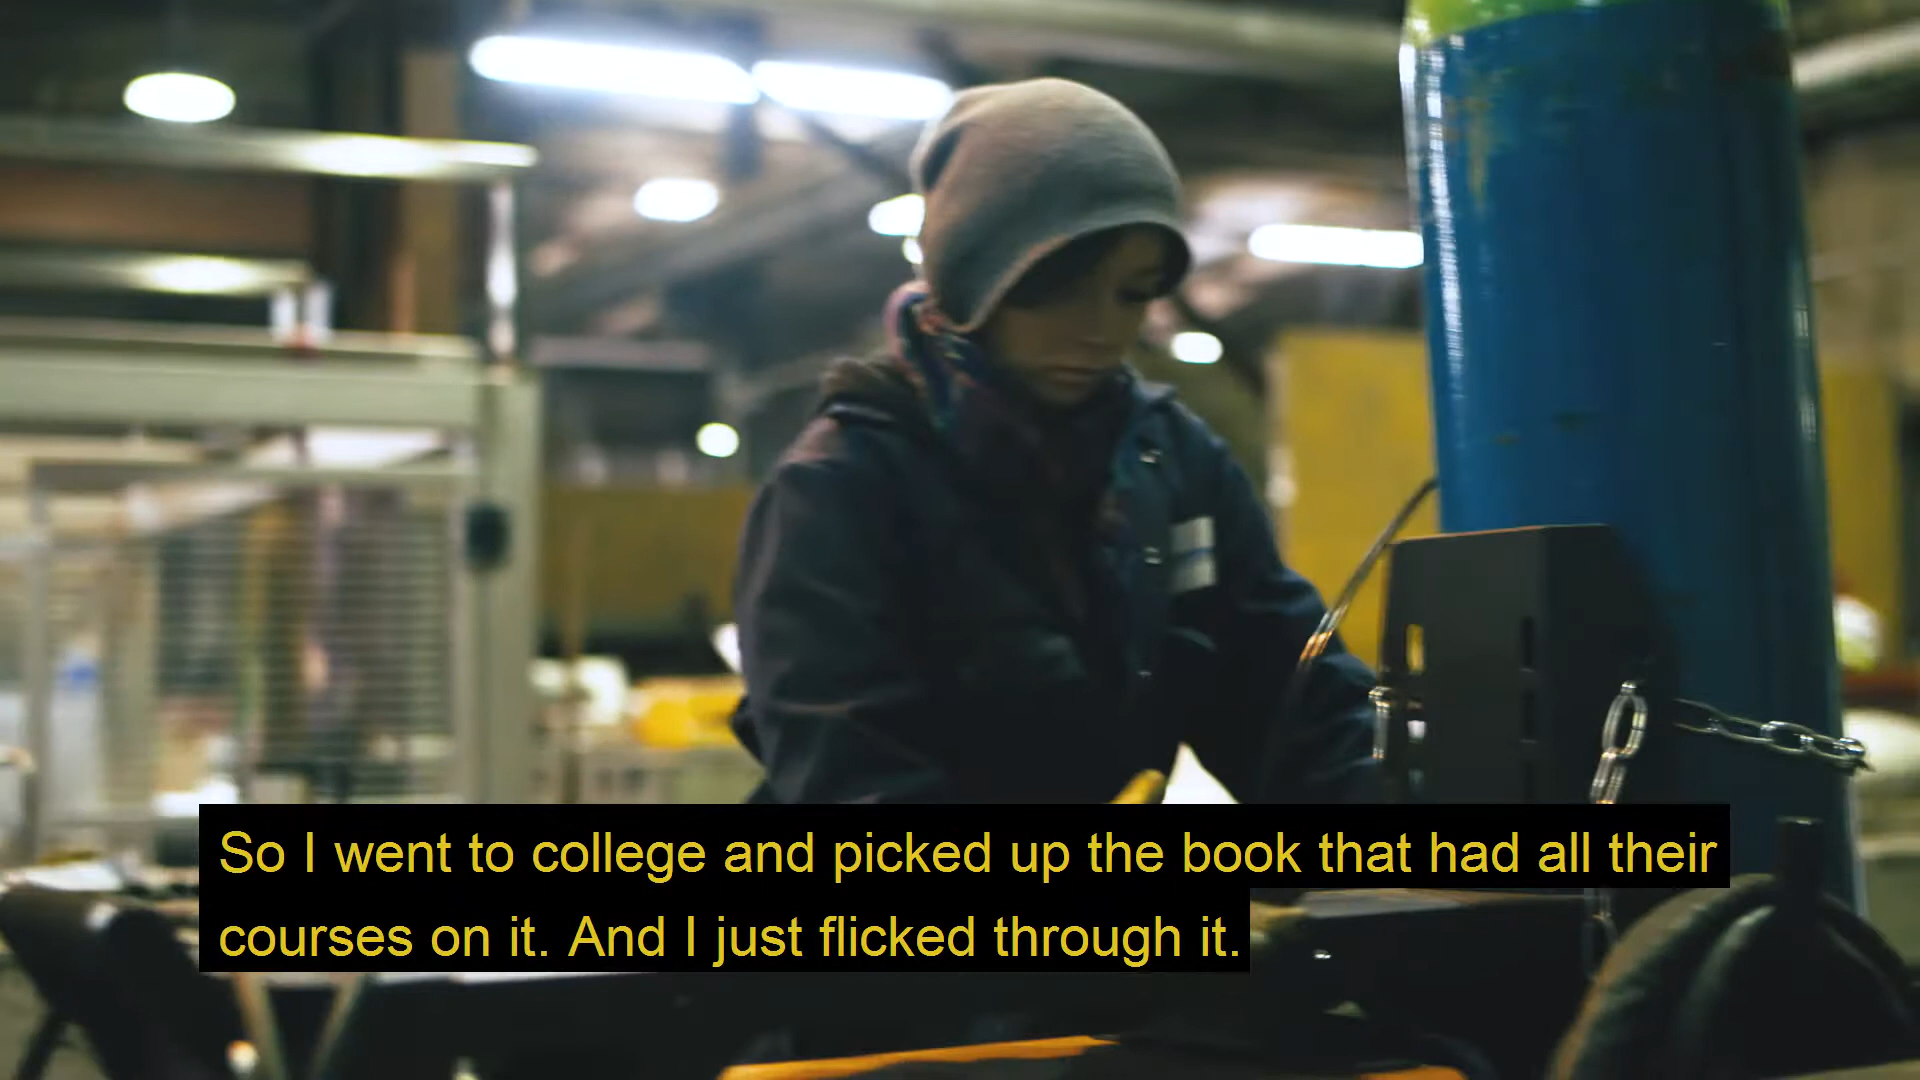 So I went to college and picked up the book that had all their
courses on it. And I just flicked through it.